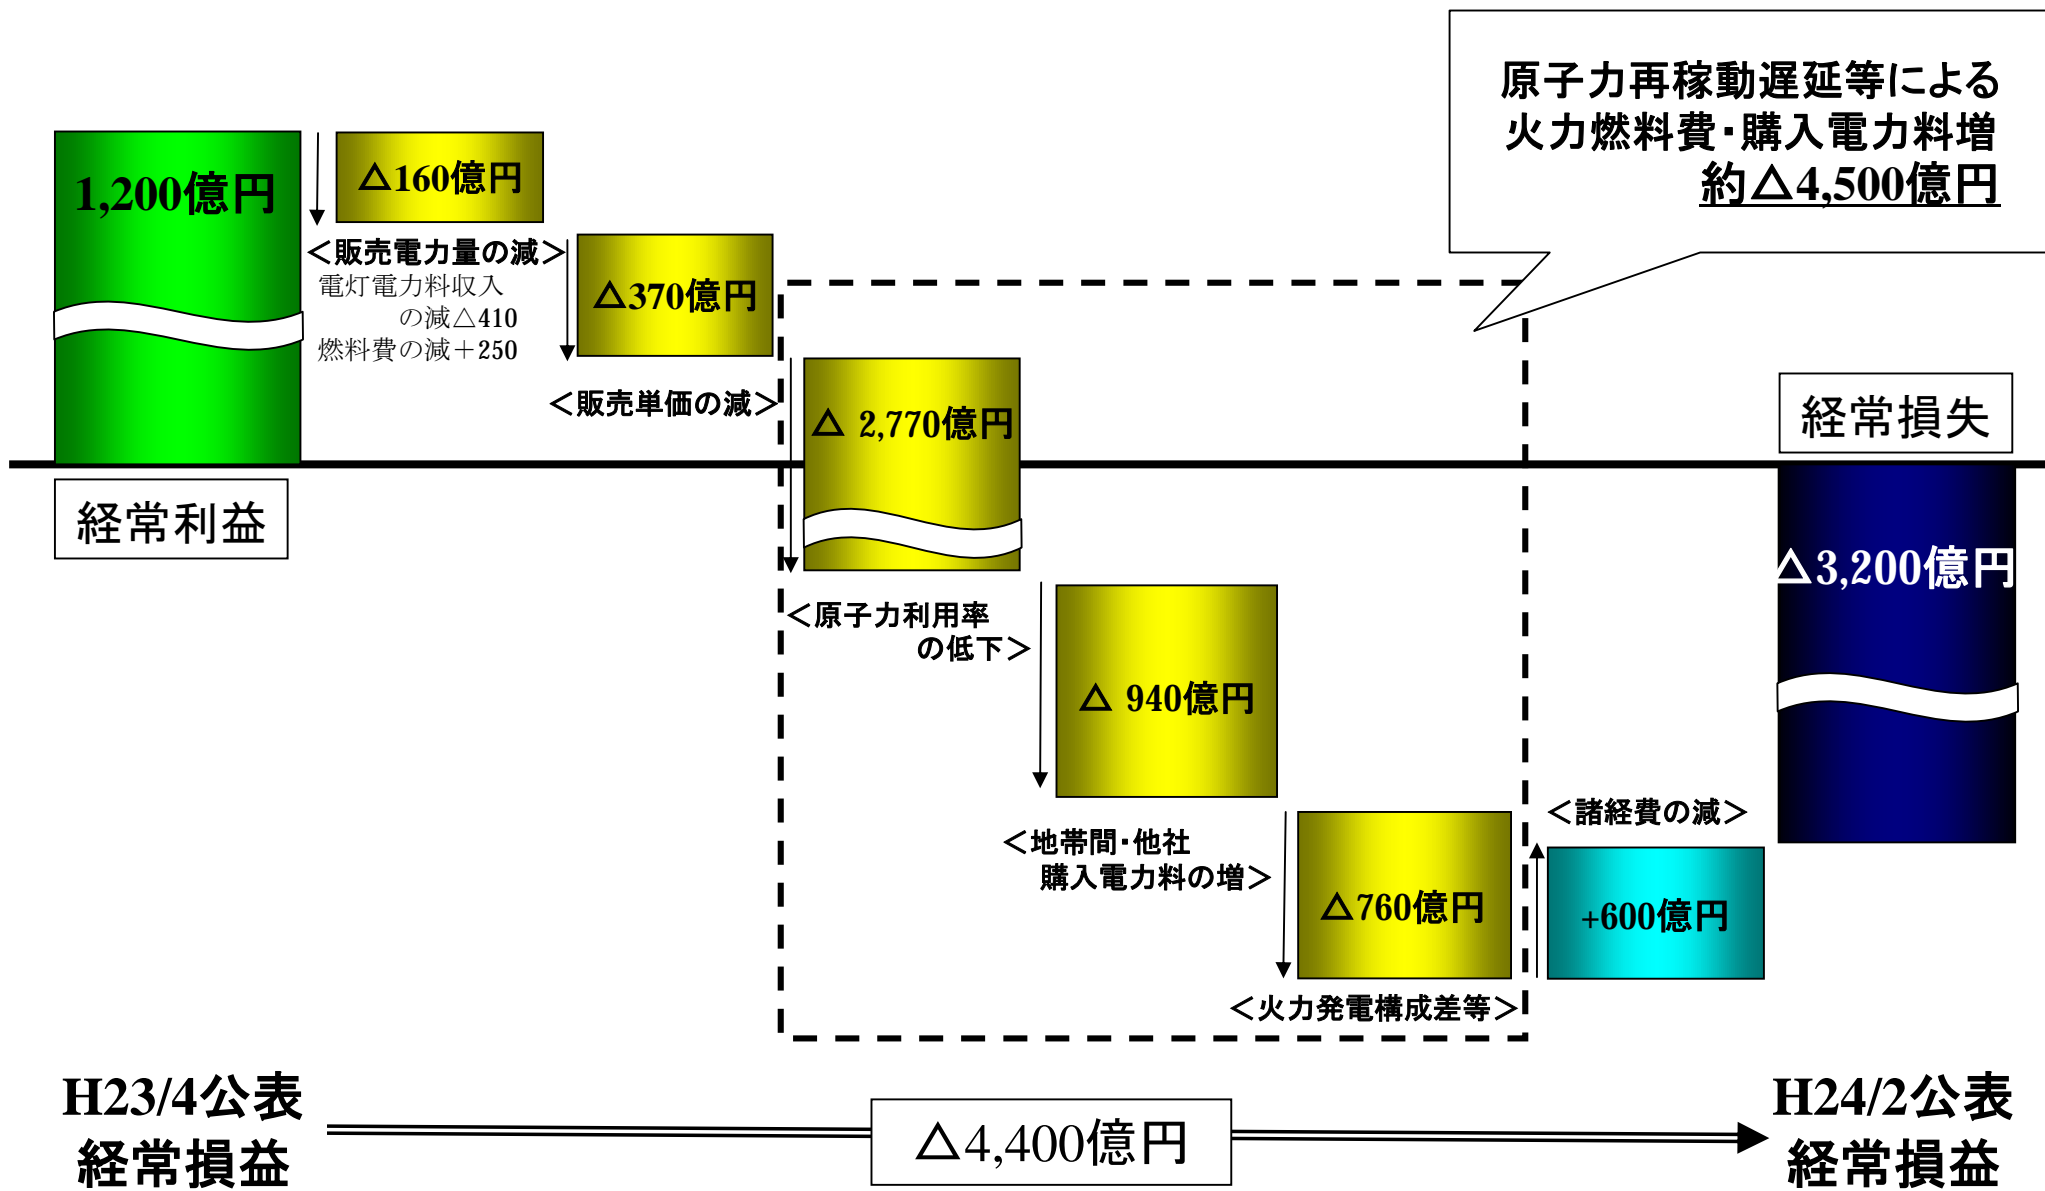 原子力再稼動遅延等による
火力燃料費・購入電力料増
約△4,500億円
1,200億円
△160億円
＜販売電力量の減＞
電灯電力料収入
の減△410
燃料費の減＋250
△370億円
＜販売単価の減＞
△ 2,770億円
経常損失
経常利益
△3,200億円
＜原子力利用率
の低下＞
△ 940億円
＜諸経費の減＞
＜地帯間・他社
購入電力料の増＞
△760億円
+600億円
＜火力発電構成差等＞
H23/4公表
経常損益
△4,400億円
H24/2公表
経常損益